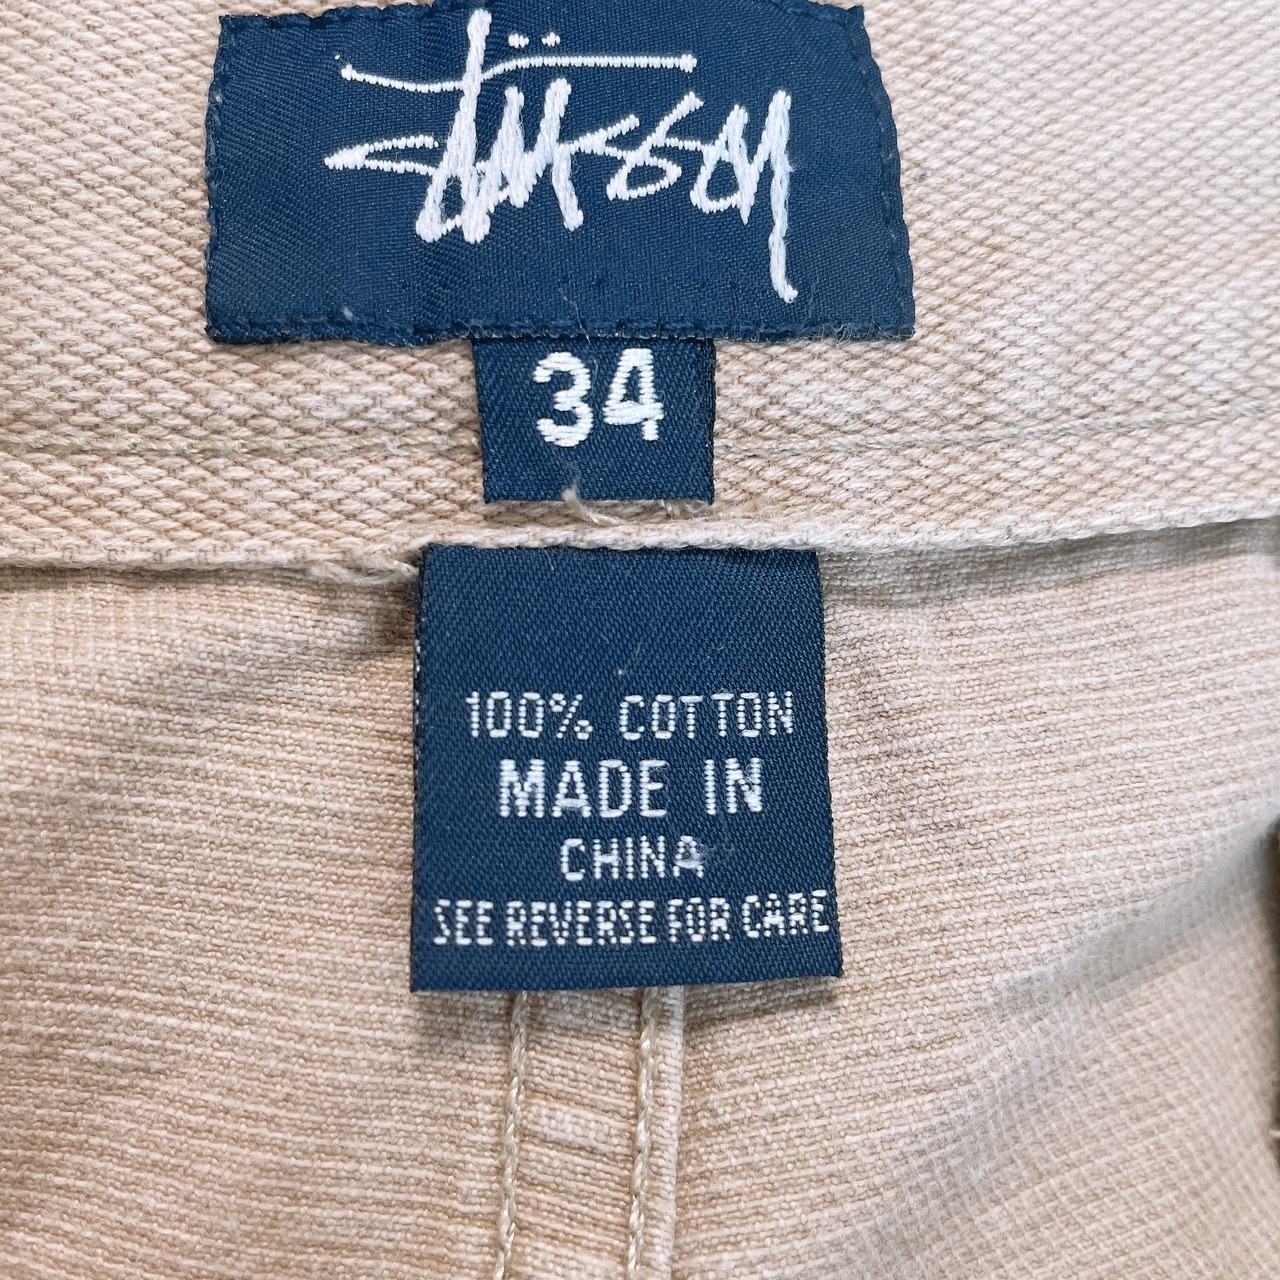 Stüssy
34
100% COTTON
MADE IN
CHINA
SEE REVERSE FOR CARE